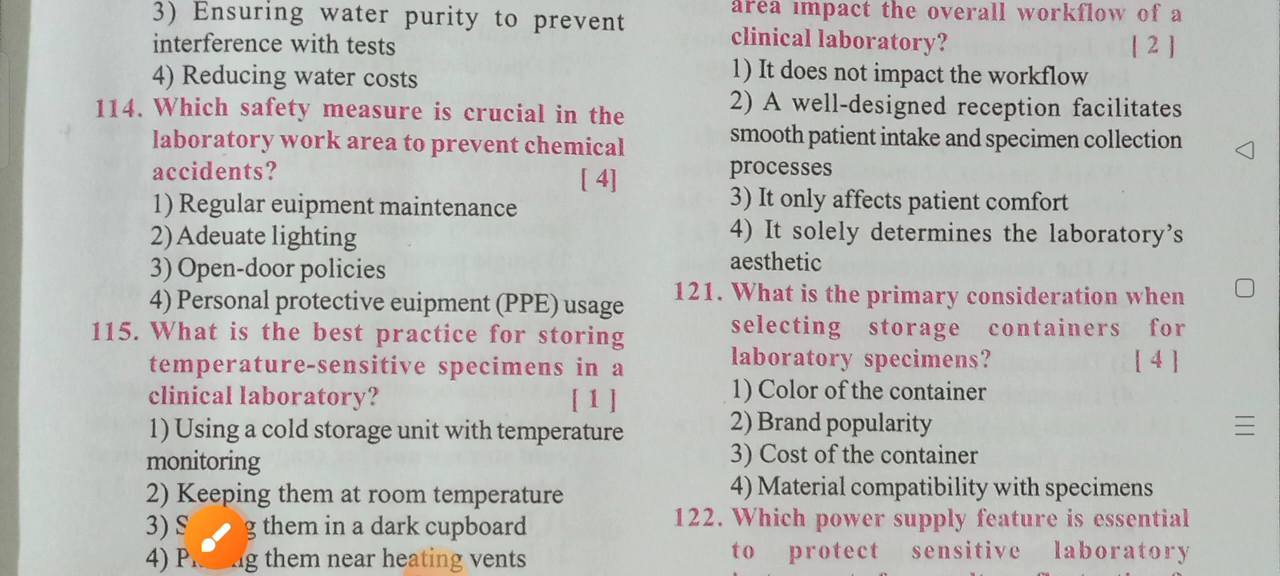 3) Ensuring water purity to prevent
interference with tests
4) Reducing water costs
114. Which safety measure is crucial in the
laboratory work area to prevent chemical
accidents? [ 4]
1) Regular euipment maintenance
2) Adeuate lighting
3) Open-door policies
4) Personal protective euipment (PPE) usage
115. What is the best practice for storing
temperature-sensitive specimens in a
clinical laboratory? [ 1 ]
1) Using a cold storage unit with temperature
monitoring
2) Keeping them at room temperature
3) them in a dark cupboard
4) them near heating vents
area impact the overall workflow of a
clinical laboratory? [ 2 ]
1) It does not impact the workflow
2) A well-designed reception facilitates
smooth patient intake and specimen collection
processes
3) It only affects patient comfort
4) It solely determines the laboratory's
aesthetic
121. What is the primary consideration when
selecting storage containers for
laboratory specimens? [ 4 ]
1) Color of the container
2) Brand popularity
3) Cost of the container
4) Material compatibility with specimens
122. Which power supply feature is essential
to protect sensitive laboratory